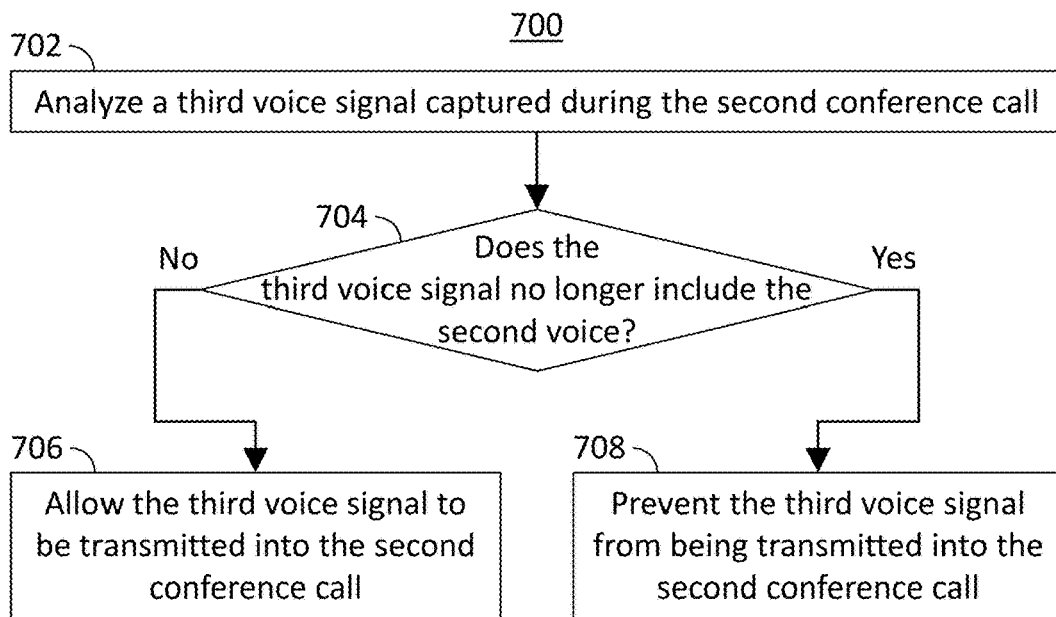 700
702
Analyze a third voice signal captured during the second conference call
704
No
Does the
Yes
third voice signal no longer include the
second voice?
706
Allow the third voice signal to
be transmitted into the second
conference call
708
Prevent the third voice signal
from being transmitted into the
second conference call